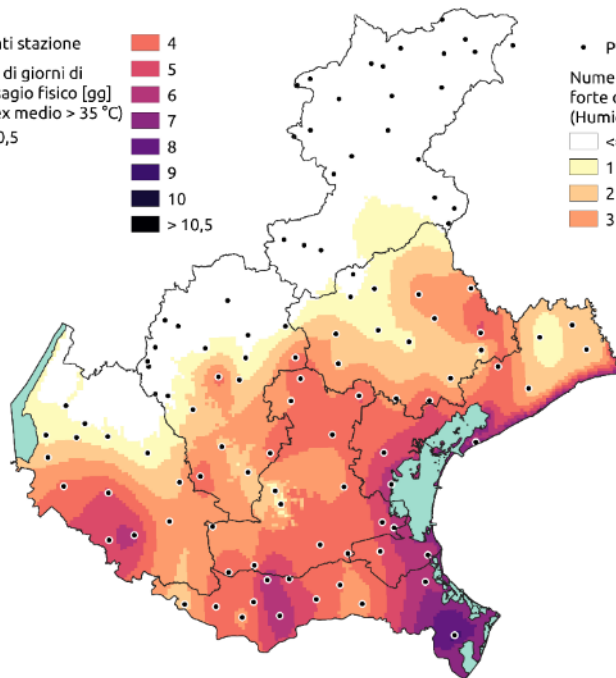 nti stazione
di giorni di
sagio fisico [gg]
ex medio > 35 °C)
0,5
4
5
6
7
8
9
10
> 10,5
P
Nume
forte
(Humi
<
1
2
3